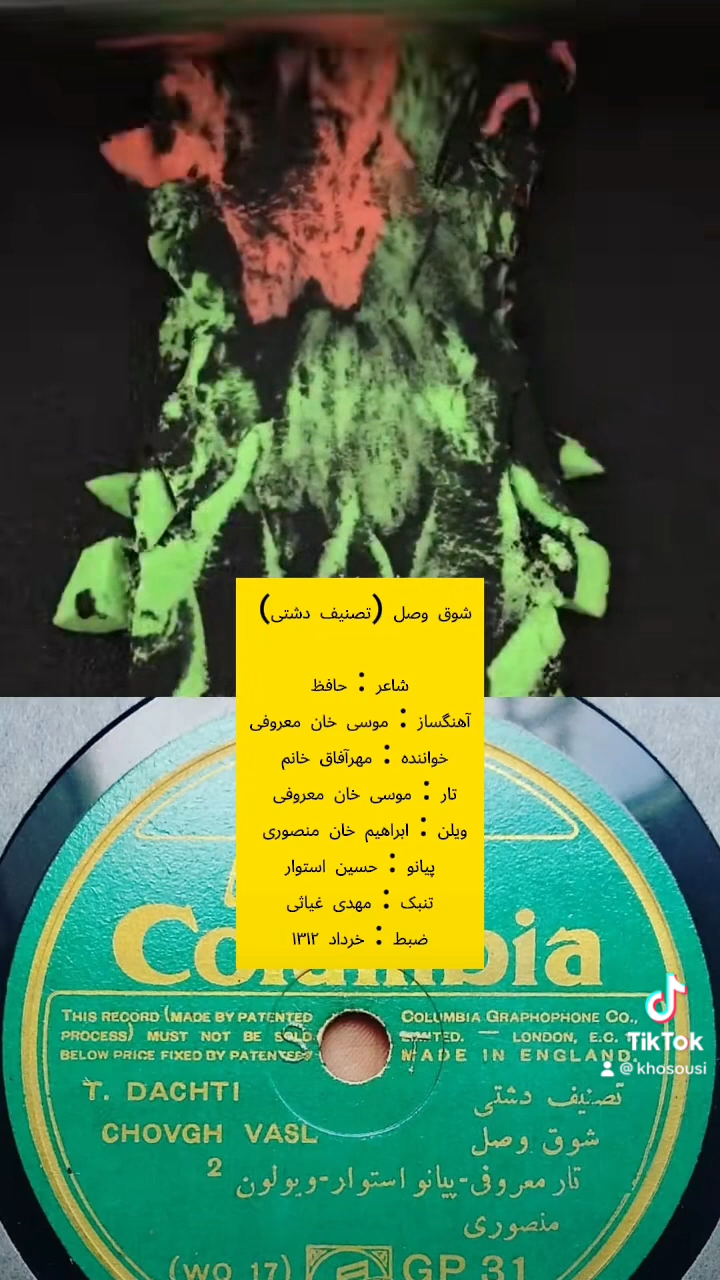 شوق وصل (تصنیف دشتی)
شاعر : حافظ
آهنگساز : موسی خان معروفی
خواننده : مهرآفاق خانم
تار : موسی خان معروفی
ویلن : ابراهیم خان منصوری
پیانو : حسین استوار
تنبک : مهدی غیاثی
ضبط : خرداد ۱۳۱۲
Columbia
THIS RECORD (MADE BY PATENTED
PROCESS) MUST NOT BE SOLD
BELOW PRICE FIXED BY PATENTEES
COLUMBIA GRAPHOPHONE CO.,
LIMITED. — LONDON, E.C.
MADE IN ENGLAND.
TikTok
@khosousi
T. DACHTI
تصنیف دشتی
CHOVGH VASL
شوق وصل
2
تار معروفی-پیانو استوار-ویولون
منصوری
(WO 17)
GP 31